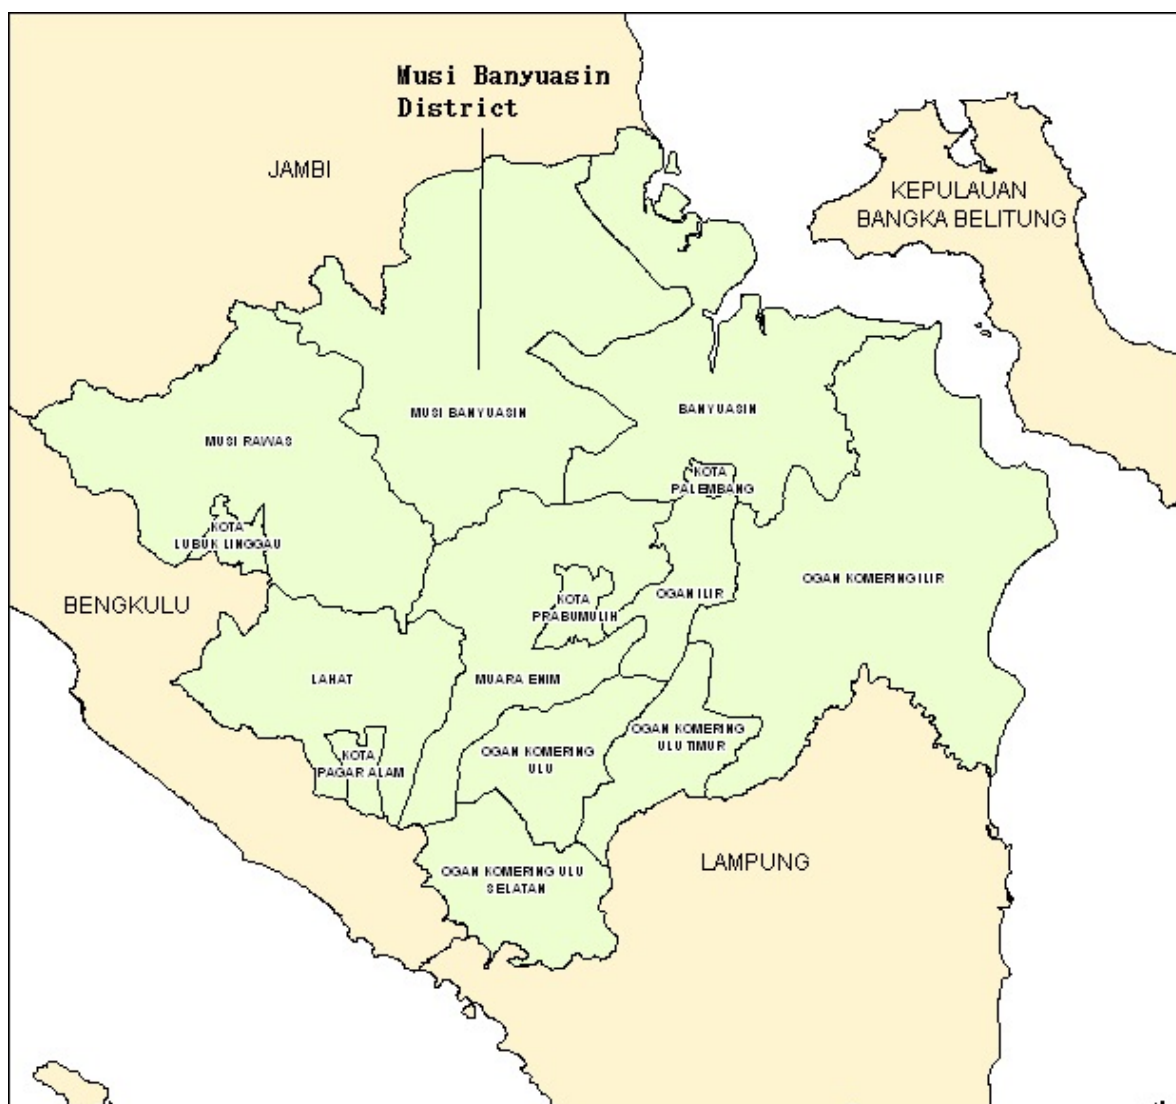 Musi Banyuasin
District
JAMBI
KEPULAUAN
BANGKA BELITUNG
MUSI BANYUASIN
BANYUASIN
MUSI RAWAS
KOTA
PALEMBANG
KOTA
LUBUK LINGGAU
OGAN KOMERING ILIR
BENGKULU
KOTA
PRABUMULIH
OGAN ILIR
LAHAT
MUARA ENIM
OGAN KOMERING
ULU TIMUR
OGAN KOMERING
ULU
KOTA
PAGAR ALAM
LAMPUNG
OGAN KOMERING ULU
SELATAN